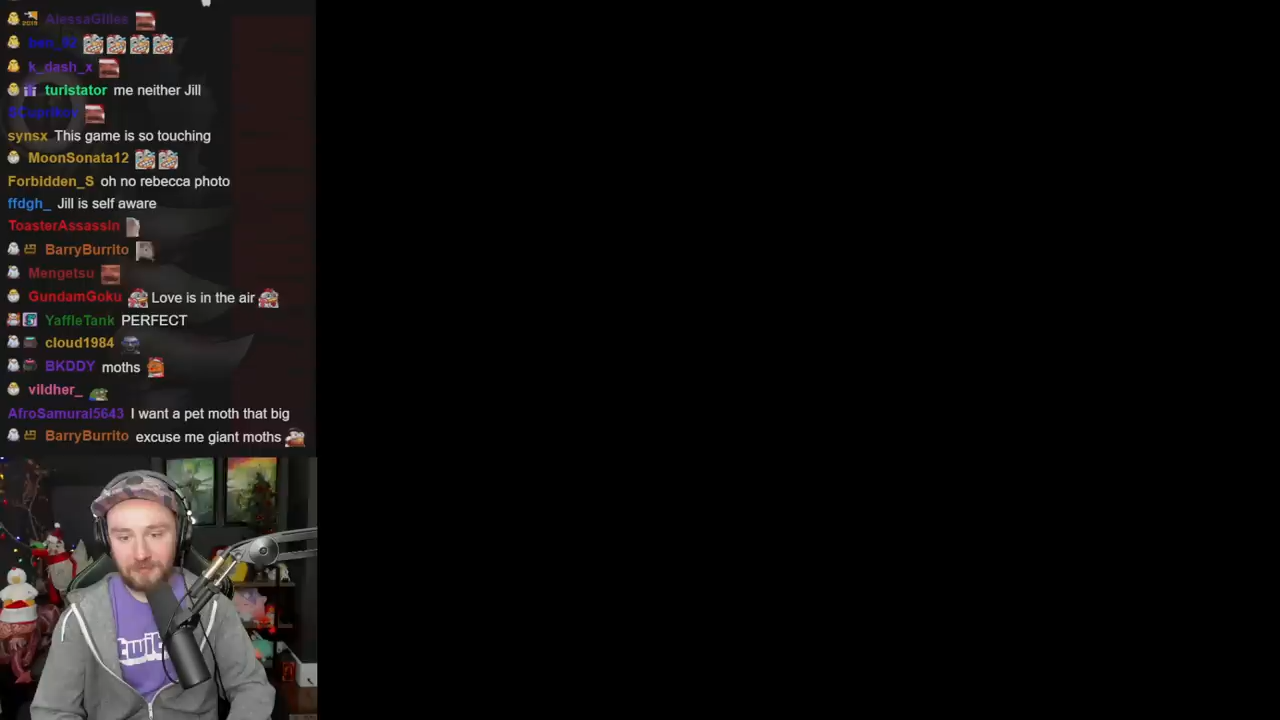 AlessaGilles
ben_93
k_dash_x
turistator me neither Jill
synsx This game is so touching
MoonSonata12
Forbidden_S oh no rebecca photo
ffdgh_ Jill is self aware
ToasterAssassin
BarryBurrito
Mengetsu
GundamGoku Love is in the air
YaffleTank PERFECT
cloud1984
BKDDY moths
vildher_
AfroSamurai5643 I want a pet moth that big
BarryBurrito excuse me giant moths
twit